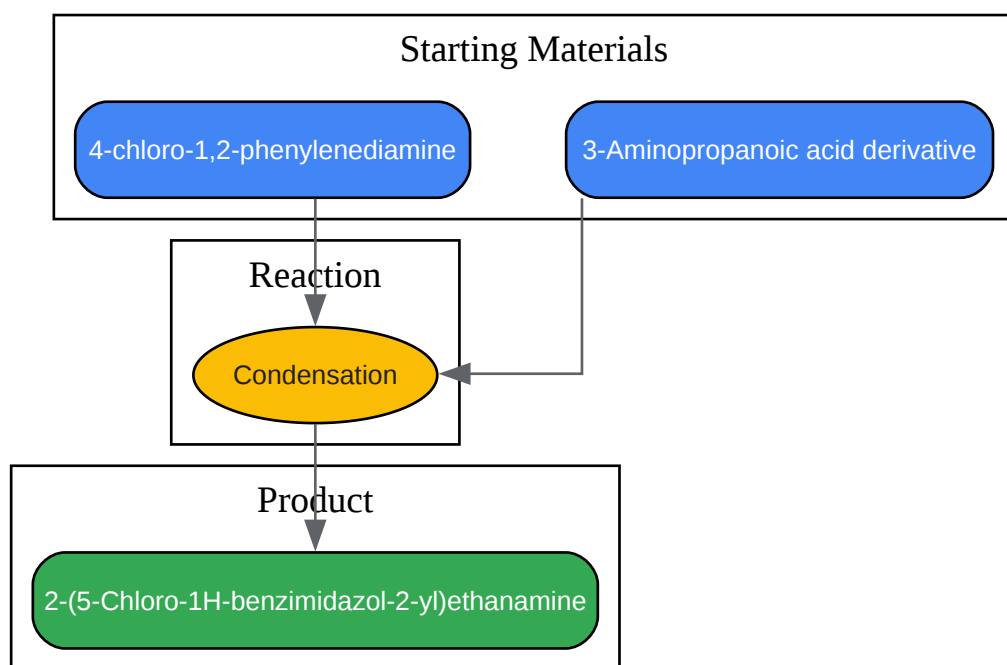 Starting Materials
4-chloro-1,2-phenylenediamine
3-Aminopropanoic acid derivative
Reaction
Condensation
Product
2-(5-Chloro-1H-benzimidazol-2-yl)ethanamine